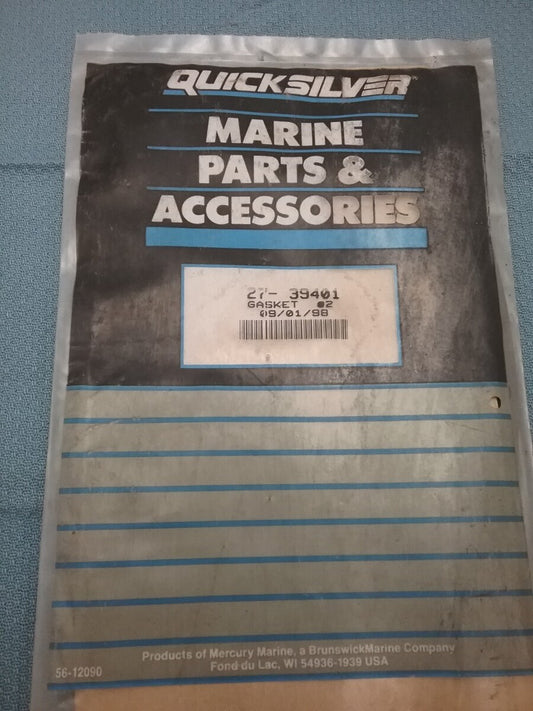 QUICKSILVER
MARINE
PARTS &
ACCESSORIES
27- 39401
GASKET @2
09/01/98
Products of Mercury Marine, a BrunswickMarine Company
Fond du Lac, WI 54936-1939 USA
56-12090